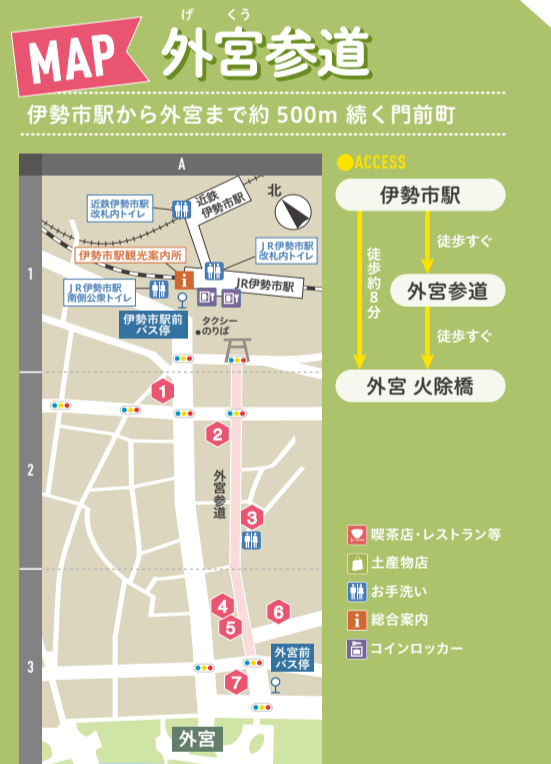 げ くう
MAP 外宮参道
伊勢市駅から外宮まで約 500m 続く門前町
A
1
2
3
近鉄伊勢市駅
改札内トイレ
近鉄
伊勢市駅
北
JR伊勢市駅
改札内トイレ
伊勢市駅観光案内所
JR伊勢市駅
南側公衆トイレ
i
JR伊勢市駅
伊勢市駅前
バス停
タクシー
のりば
1
2
外宮参道
3
4
5
6
外宮前
バス停
7
外宮
ACCESS
伊勢市駅
徒歩約8分
徒歩すぐ
外宮参道
徒歩すぐ
外宮 火除橋
喫茶店・レストラン等
土産物店
お手洗い
i 総合案内
コインロッカー